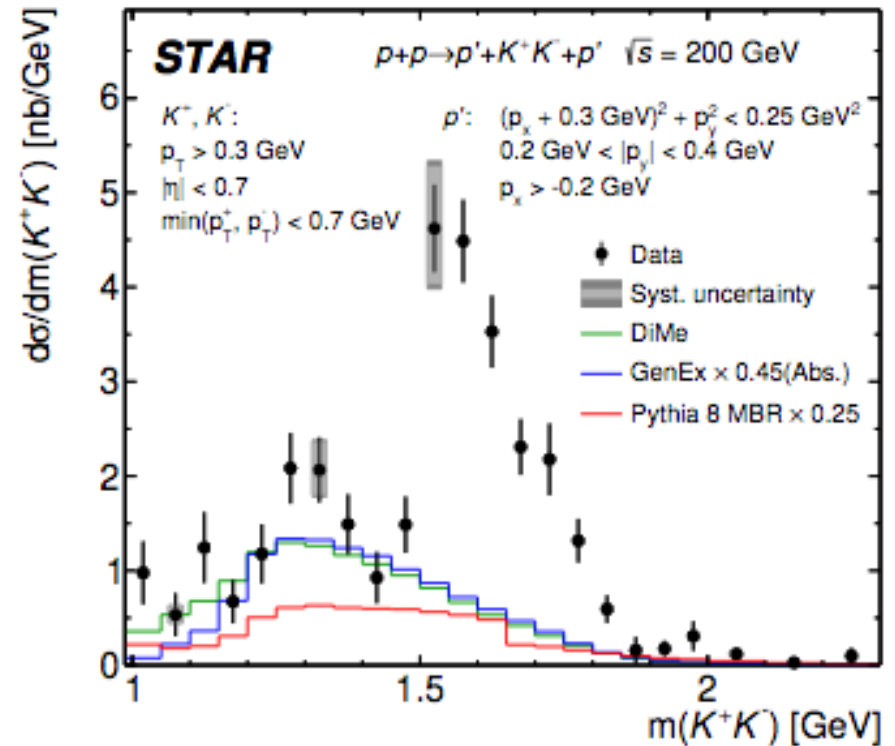 STAR p+p→p'+K⁺K⁻+p' √s = 200 GeV
K⁺, K⁻:
p_T > 0.3 GeV
|η| < 0.7
min(p_T⁺, p_T⁻) < 0.7 GeV
p': (p_x + 0.3 GeV)² + p_y² < 0.25 GeV²
0.2 GeV < |p_y| < 0.4 GeV
p_x > -0.2 GeV
Data
Syst. uncertainty
DiMe
GenEx × 0.45(Abs.)
Pythia 8 MBR × 0.25
dσ/dm(K⁺K⁻) [nb/GeV]
6
5
4
3
2
1
0
1 1.5 2
m(K⁺K⁻) [GeV]